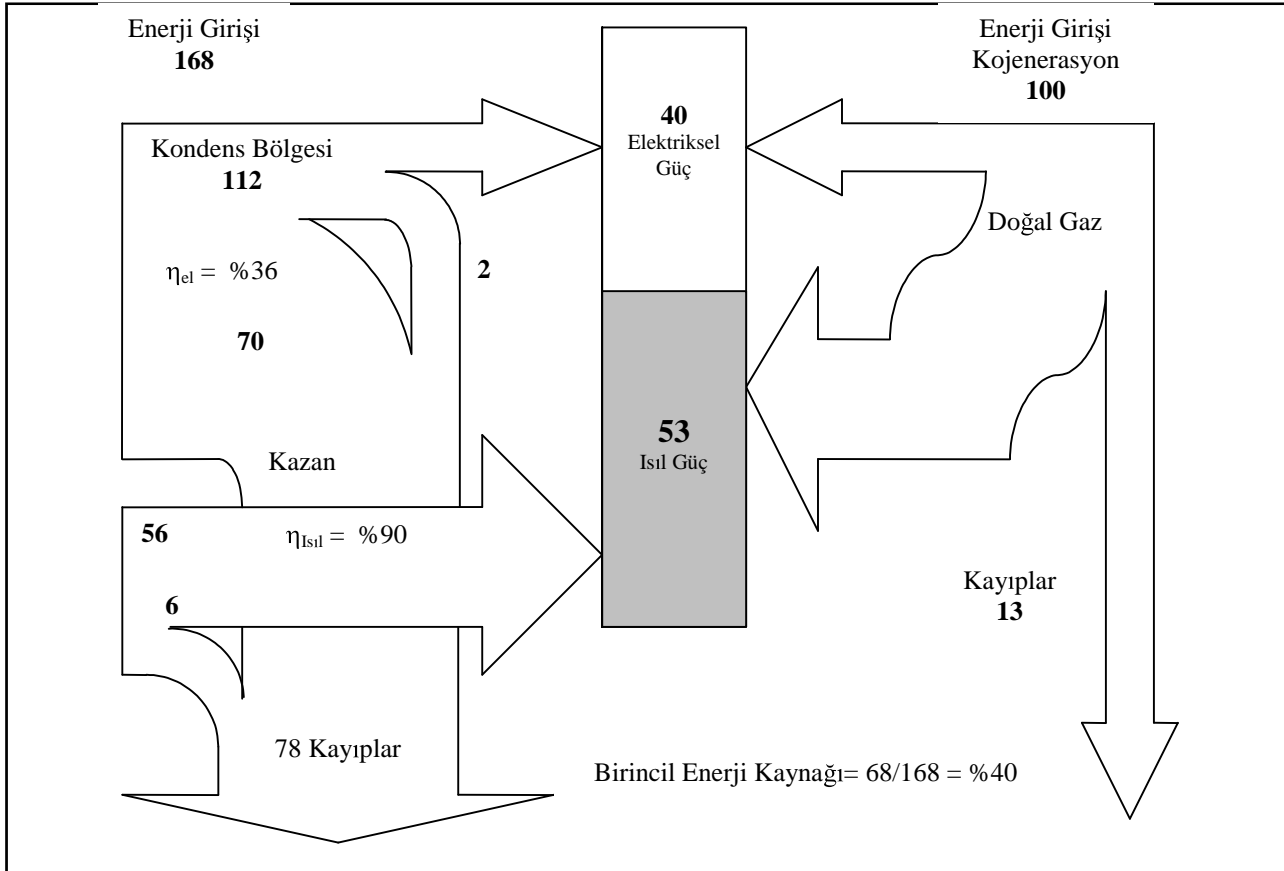 Enerji Girişi
168
Enerji Girişi
Kojenerasyon
100
40
Elektriksel
Güç
Kondens Bölgesi
112
Doğal Gaz
ηel = %36
2
70
53
Isıl Güç
Kazan
56
ηIsıl = %90
6
Kayıplar
13
78 Kayıplar
Birincil Enerji Kaynağı= 68/168 = %40